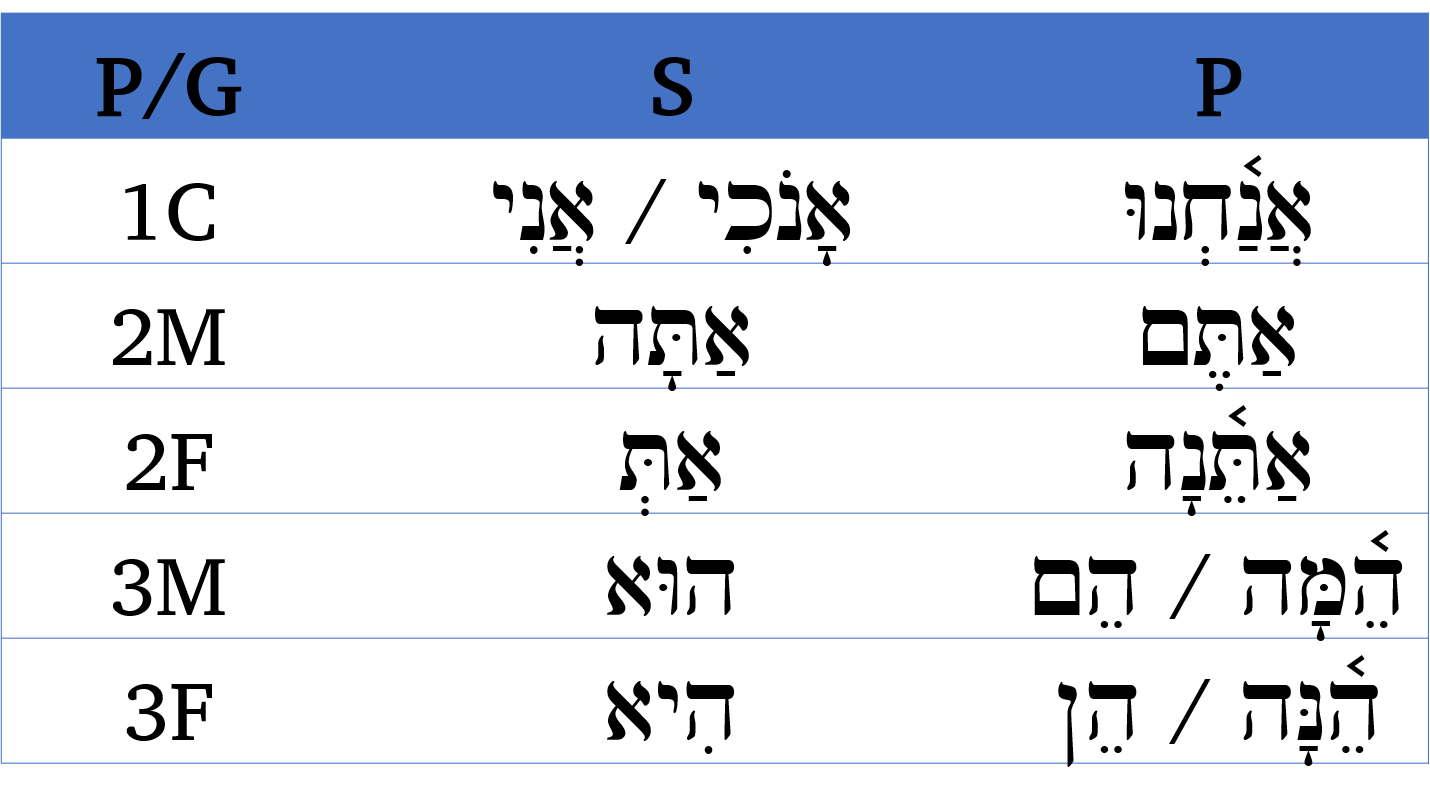 P/G S P
1C אָנֹכִי / אֲנִי אֲנַ֫חְנוּ
2M אַתָּה אַתֶּם
2F אַתְּ אַתֵּ֫נָה
3M הוּא הֵ֫מָּה / הֵם
3F הִיא הֵ֫נָּה / הֵן